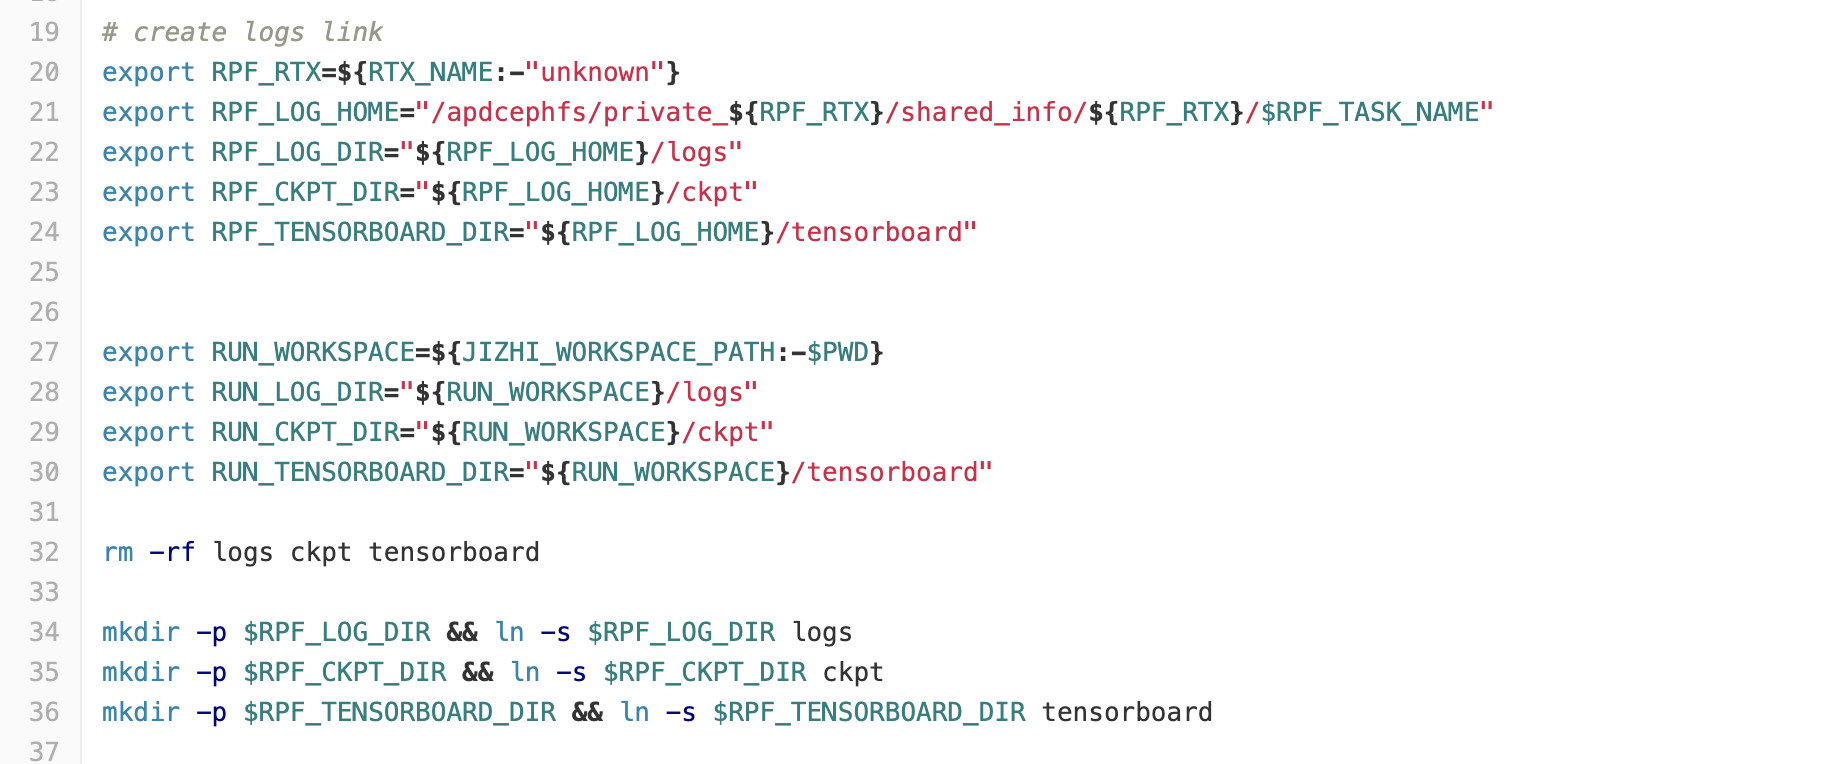 19 # create logs link
20 export RPF_RTX=${RTX_NAME:-"unknown"}
21 export RPF_LOG_HOME="/apdcephfs/private_${RPF_RTX}/shared_info/${RPF_RTX}/$RPF_TASK_NAME"
22 export RPF_LOG_DIR="${RPF_LOG_HOME}/logs"
23 export RPF_CKPT_DIR="${RPF_LOG_HOME}/ckpt"
24 export RPF_TENSORBOARD_DIR="${RPF_LOG_HOME}/tensorboard"
25
26
27 export RUN_WORKSPACE=${JIZHI_WORKSPACE_PATH:-$PWD}
28 export RUN_LOG_DIR="${RUN_WORKSPACE}/logs"
29 export RUN_CKPT_DIR="${RUN_WORKSPACE}/ckpt"
30 export RUN_TENSORBOARD_DIR="${RUN_WORKSPACE}/tensorboard"
31
32 rm -rf logs ckpt tensorboard
33
34 mkdir -p $RPF_LOG_DIR && ln -s $RPF_LOG_DIR logs
35 mkdir -p $RPF_CKPT_DIR && ln -s $RPF_CKPT_DIR ckpt
36 mkdir -p $RPF_TENSORBOARD_DIR && ln -s $RPF_TENSORBOARD_DIR tensorboard
37